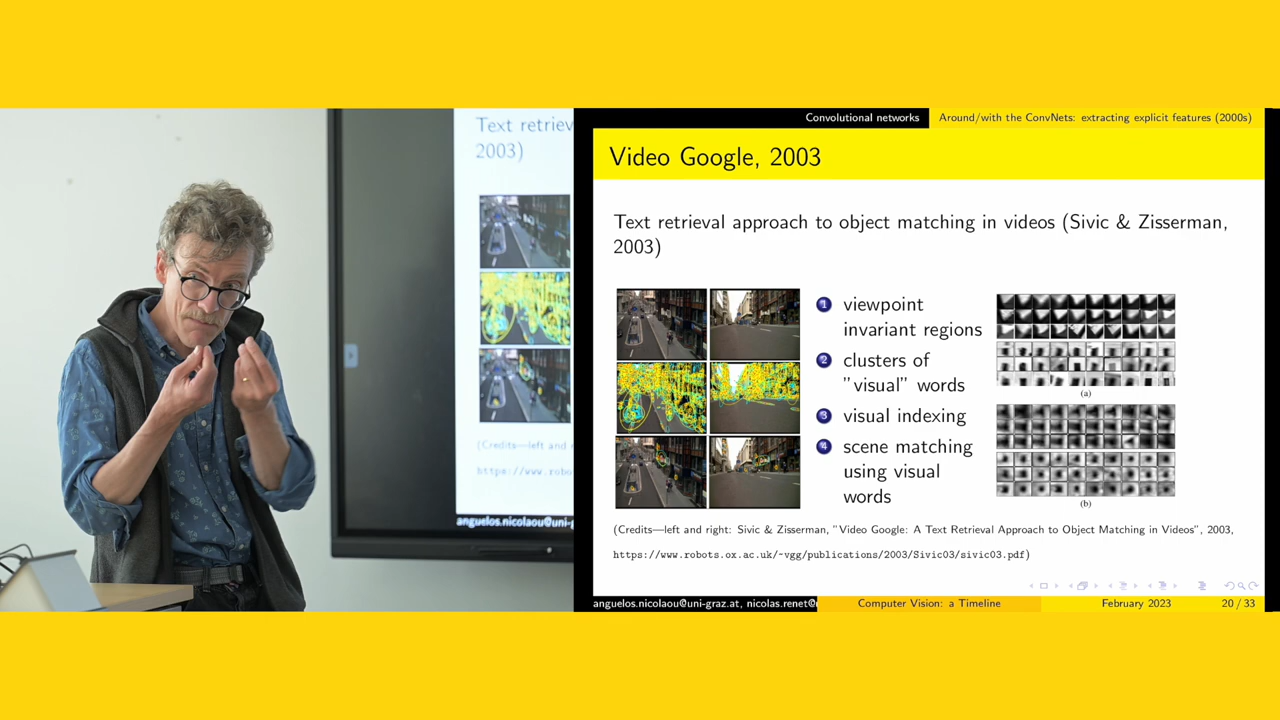 Text retriev
2003)
(Credits—left and r
https://www.robo
anguelos.nicolaou@uni-g
Convolutional networks
Around/with the ConvNets: extracting explicit features (2000s)
Video Google, 2003
Text retrieval approach to object matching in videos (Sivic & Zisserman,
2003)
1 viewpoint
invariant regions
2 clusters of
"visual" words
3 visual indexing
4 scene matching
using visual
words
(a)
(b)
(Credits—left and right: Sivic & Zisserman, "Video Google: A Text Retrieval Approach to Object Matching in Videos", 2003,
https://www.robots.ox.ac.uk/~vgg/publications/2003/Sivic03/sivic03.pdf)
anguelos.nicolaou@uni-graz.at, nicolas.renet@
Computer Vision: a Timeline
February 2023
20 / 33